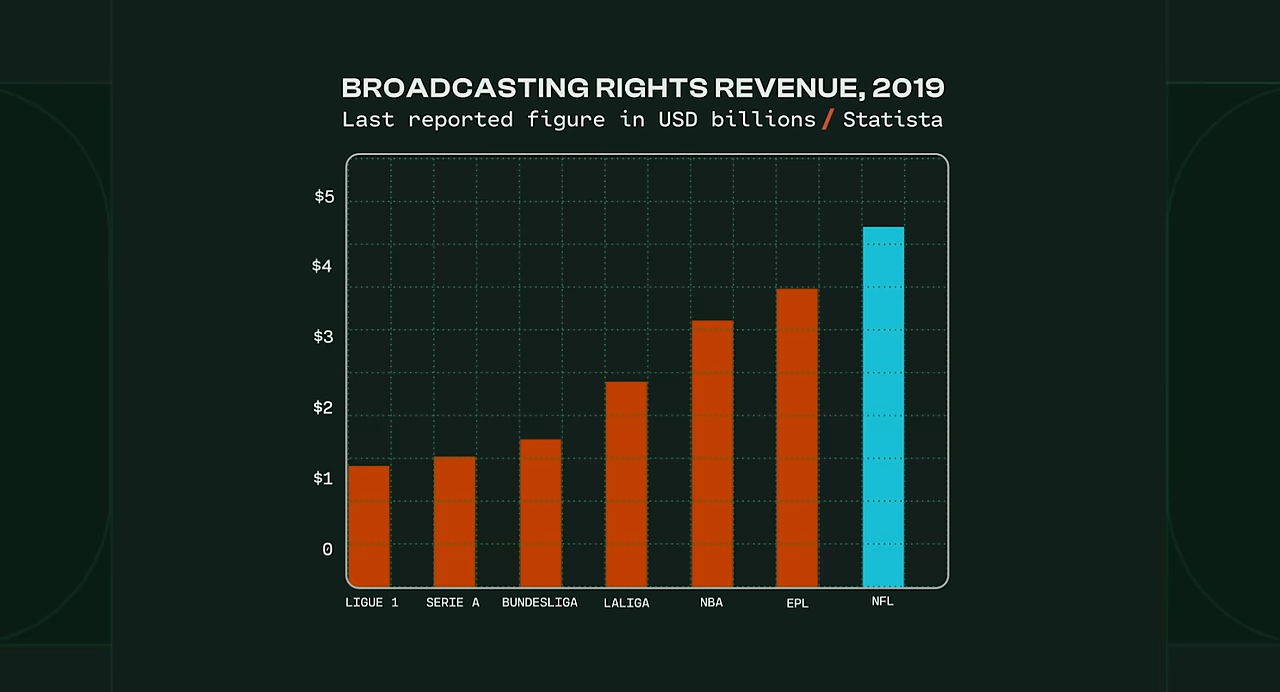 BROADCASTING RIGHTS REVENUE, 2019
Last reported figure in USD billions / Statista
$5
$4
$3
$2
$1
0
LIGUE 1 SERIE A BUNDESLIGA LALIGA NBA EPL NFL